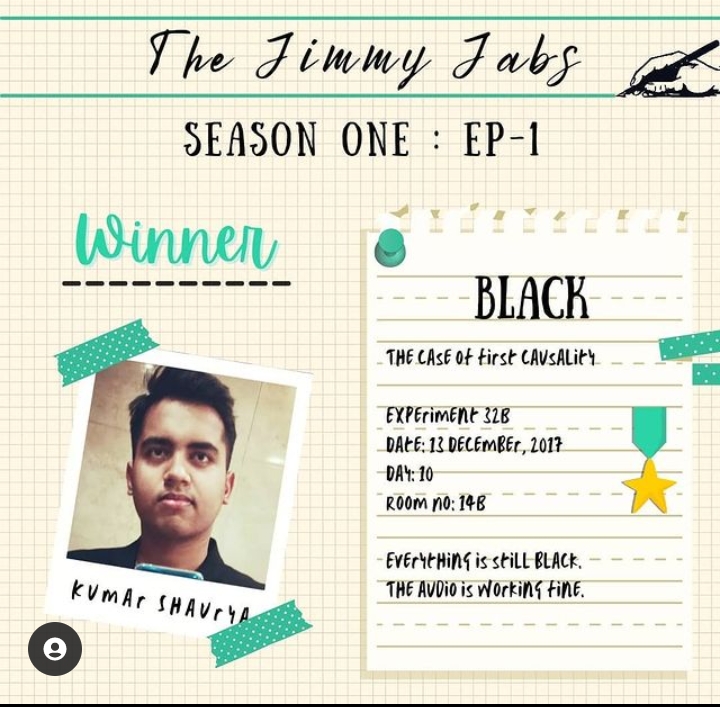 The Jimmy Jabs
SEASON ONE : EP-1
Winner
KUMAr SHAUrYA
BLACK
THE CASE OF first CAUSALitY
EXPEriMENt 32B
DATE: 13 DECEMBEr, 2017
DAY: 10
ROOM no: 14B
EVErYtHING is stiLL BLACK.
THE AUDio is WOrkiNG fiNE.